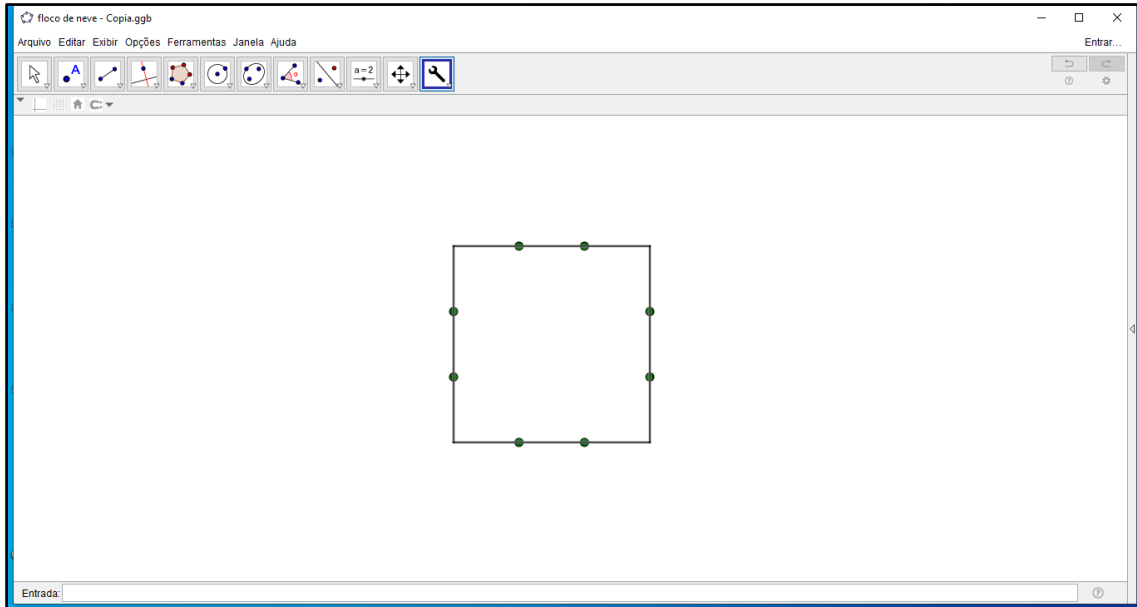 floco de neve - Copia.ggb
Arquivo Editar Exibir Opções Ferramentas Janela Ajuda
Entrar...
A
α
a=2
Entrada: